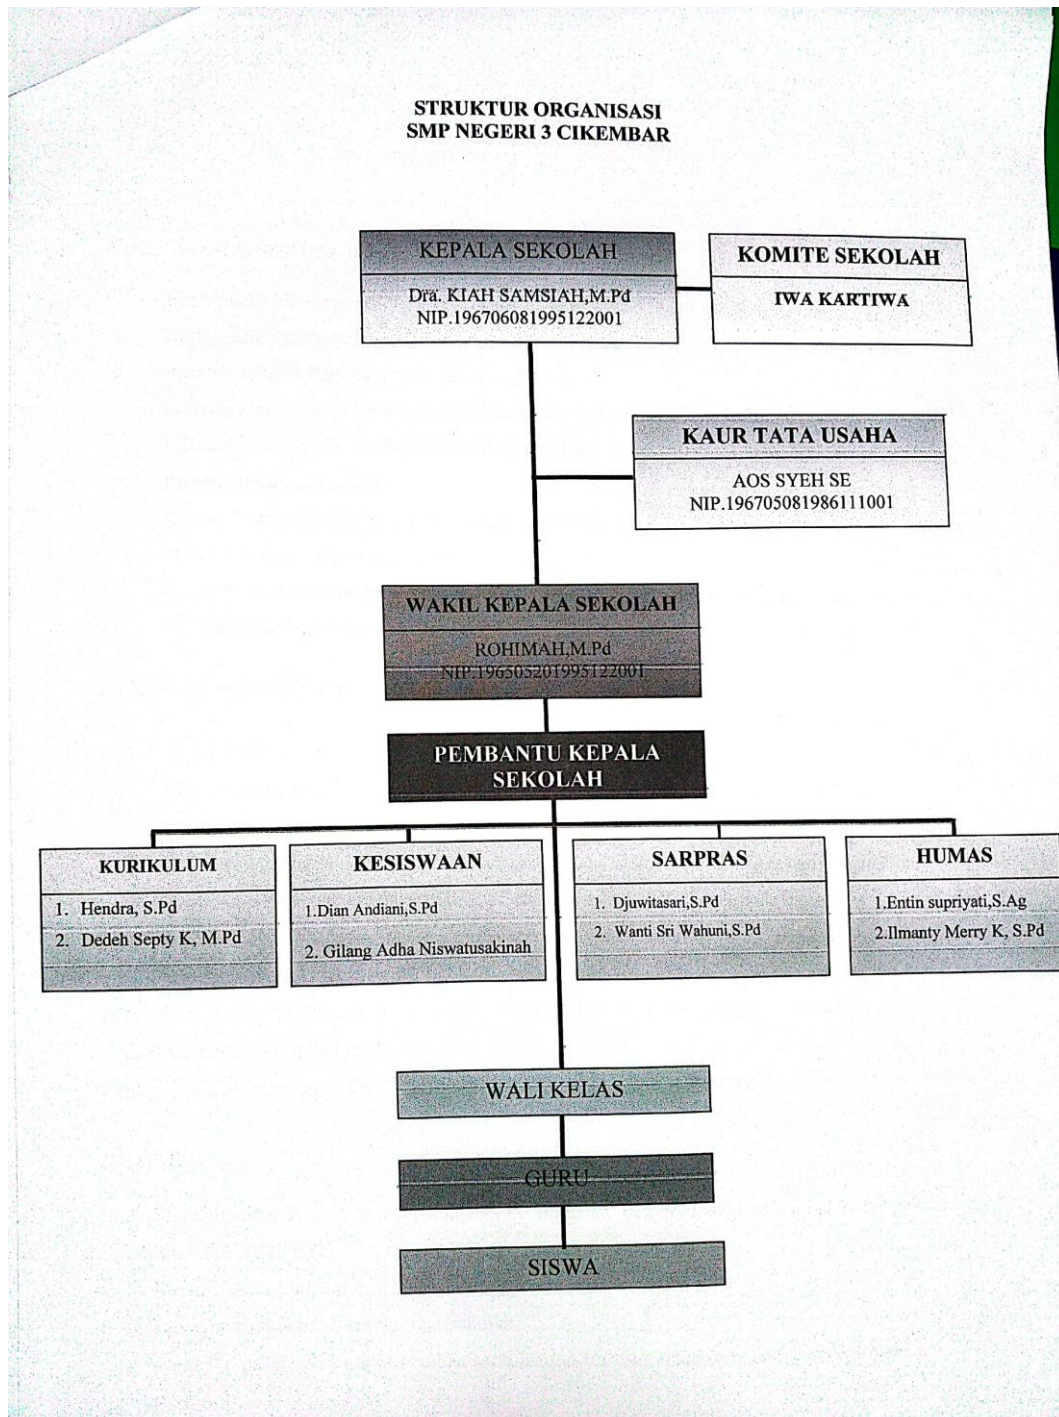 STRUKTUR ORGANISASI
SMP NEGERI 3 CIKEMBAR
KEPALA SEKOLAH
Dra. KIAH SAMSIAH,M.Pd
NIP.196706081995122001
KOMITE SEKOLAH
IWA KARTIWA
KAUR TATA USAHA
AOS SYEH SE
NIP.196705081986111001
WAKIL KEPALA SEKOLAH
ROHIMAH,M.Pd
NIP.196505201995122001
PEMBANTU KEPALA
SEKOLAH
KURIKULUM
1. Hendra, S.Pd
2. Dedeh Septy K, M.Pd
KESISWAAN
1.Dian Andiani,S.Pd
2. Gilang Adha Niswatusakinah
SARPRAS
1. Djuwitasari,S.Pd
2. Wanti Sri Wahuni,S.Pd
HUMAS
1.Entin supriyati,S.Ag
2.Ilmanty Merry K, S.Pd
WALI KELAS
GURU
SISWA